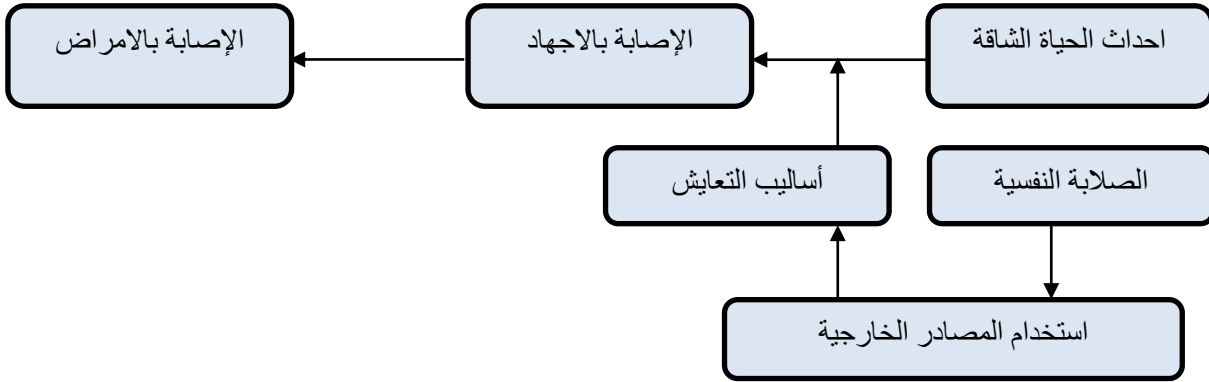 احداث الحياة الشاقة
الإصابة بالاجهاد
الإصابة بالامراض
الصلابة النفسية
أساليب التعايش
استخدام المصادر الخارجية